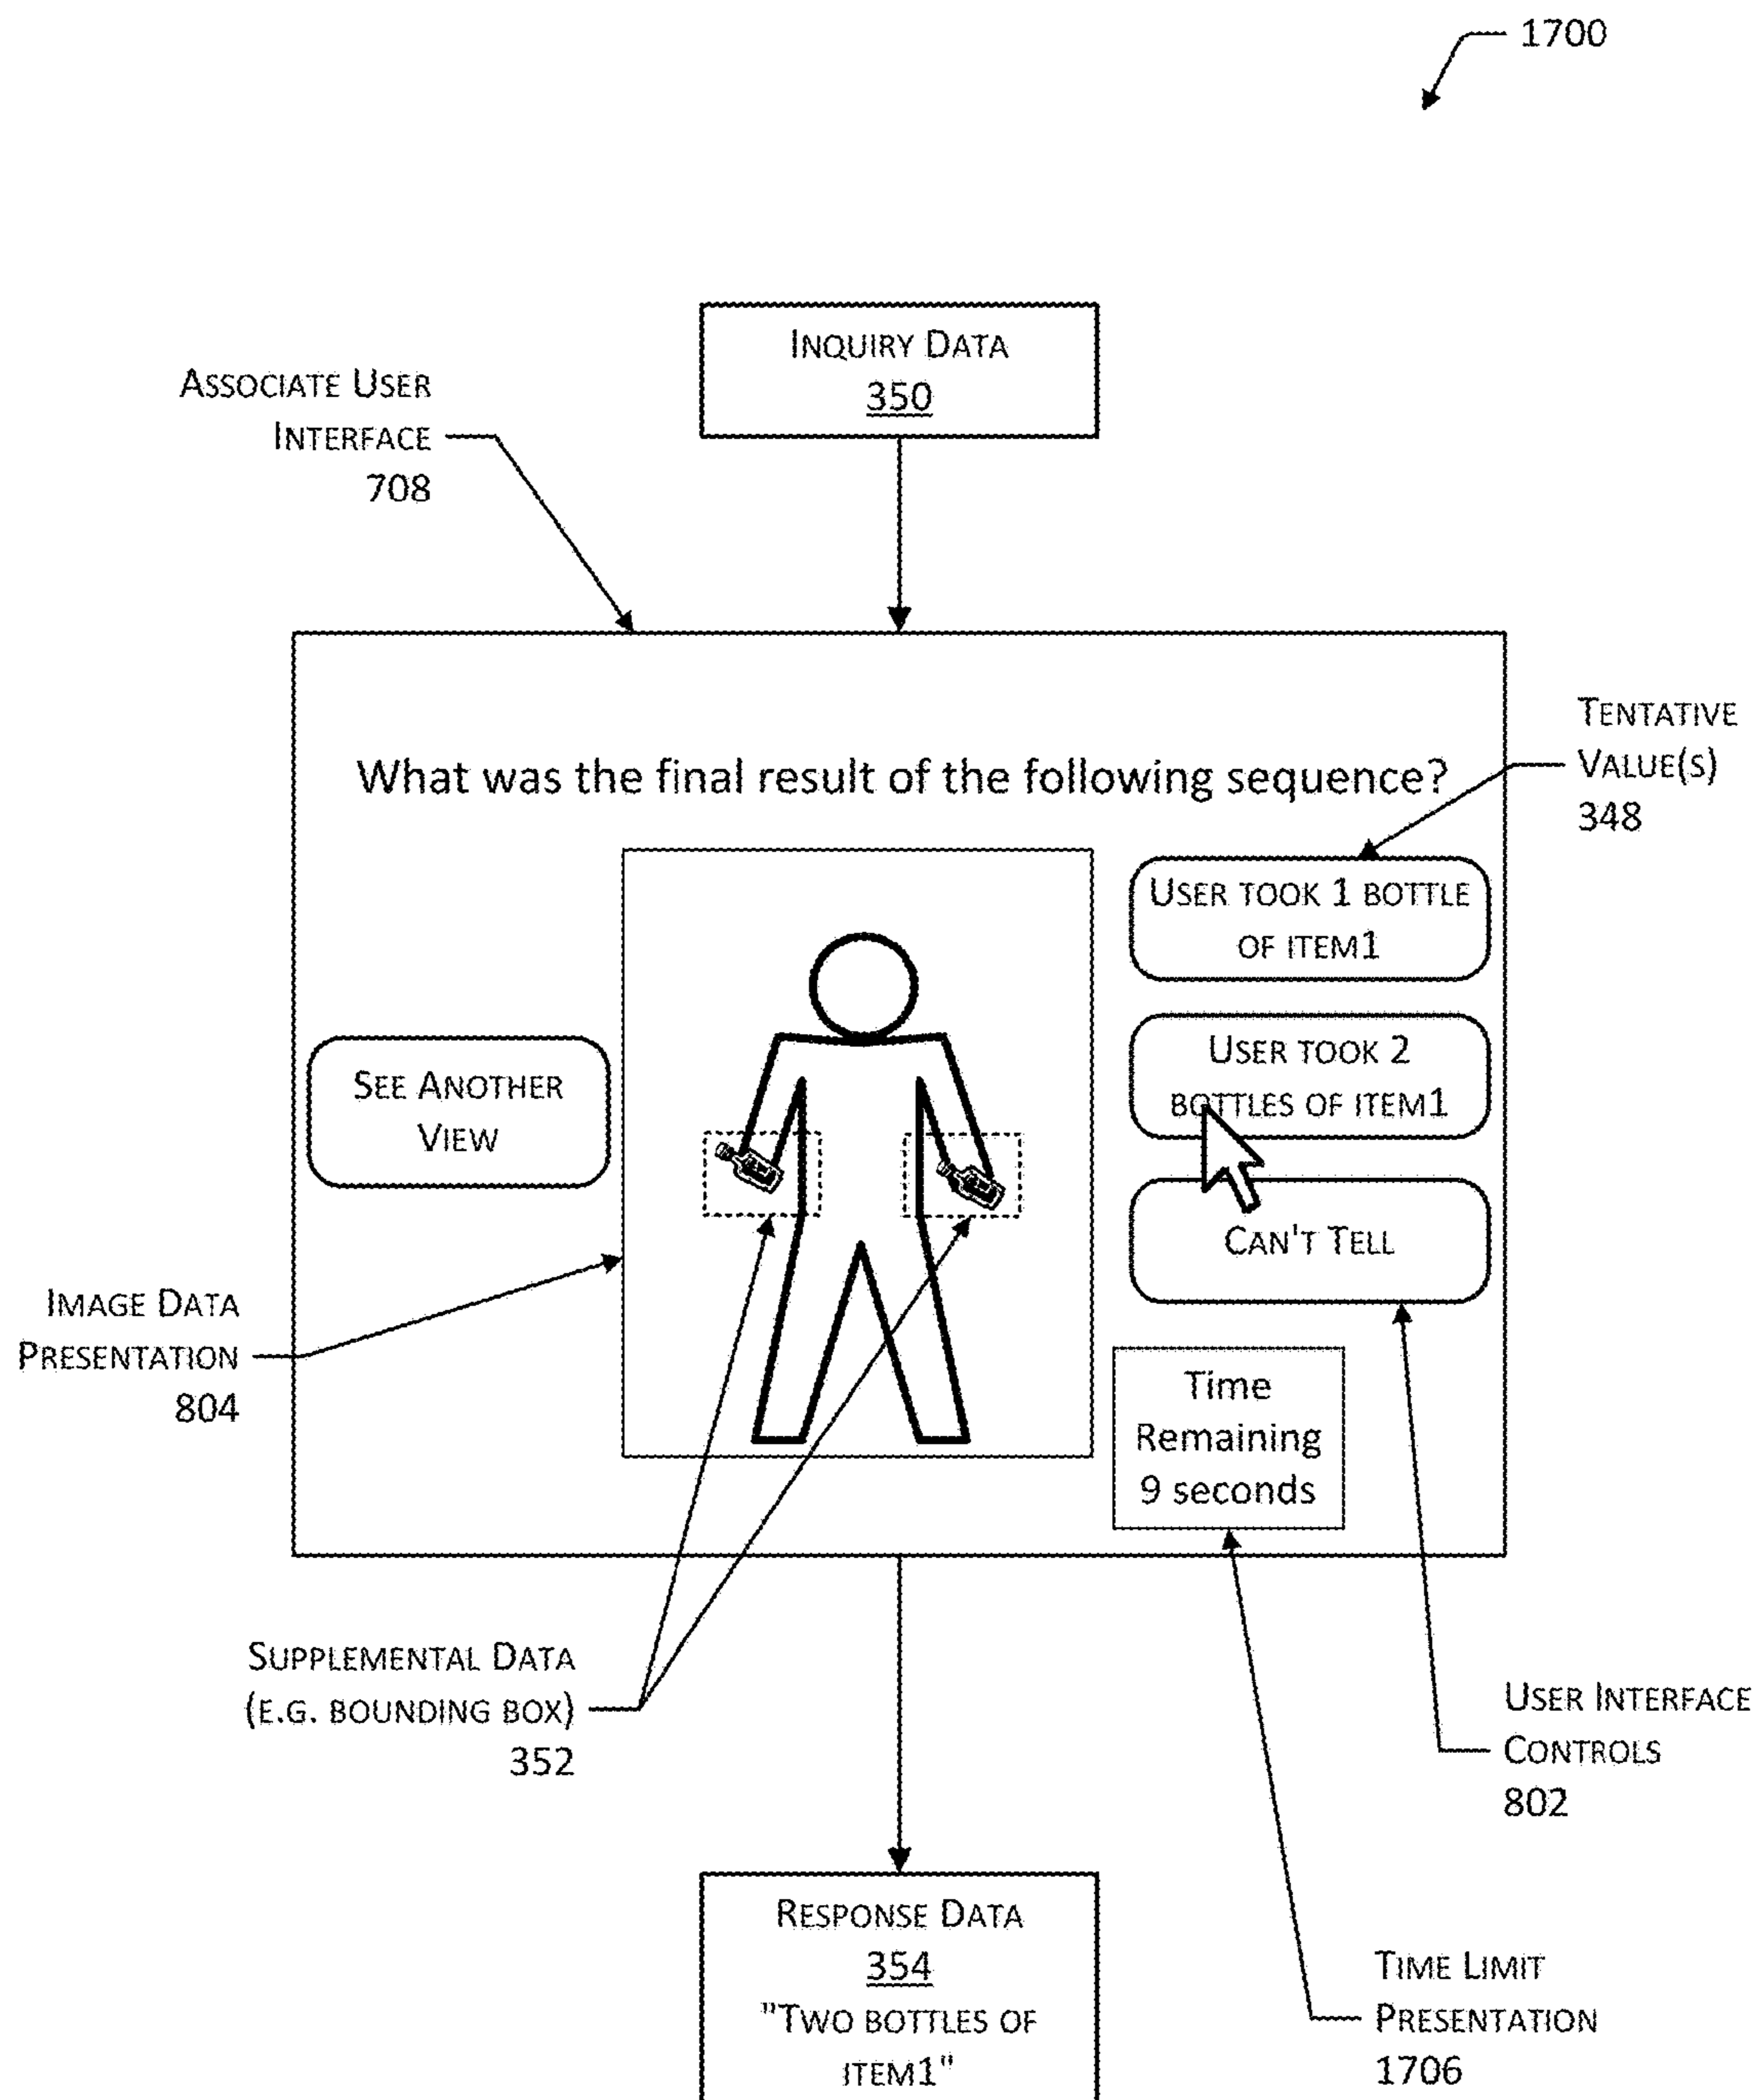 1700
INQUIRY DATA
350
ASSOCIATE USER
INTERFACE
708
TENTATIVE
VALUE(S)
348
What was the final result of the following sequence?
USER TOOK 1 BOTTLE
OF ITEM1
USER TOOK 2
BOTTLES OF ITEM1
SEE ANOTHER
VIEW
CAN'T TELL
IMAGE DATA
PRESENTATION
804
Time
Remaining
9 seconds
SUPPLEMENTAL DATA
(E.G. BOUNDING BOX)
352
USER INTERFACE
CONTROLS
802
RESPONSE DATA
354
"TWO BOTTLES OF
ITEM1"
TIME LIMIT
PRESENTATION
1706